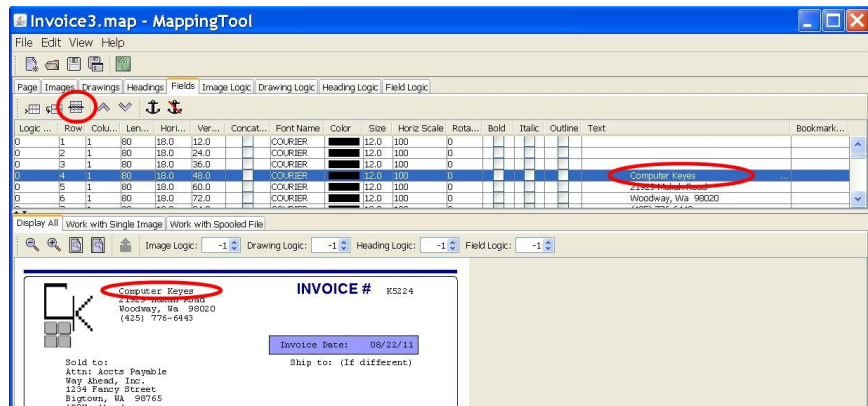 Invoice3.map - MappingTool
File Edit View Help
Page Images Drawings Headings Fields Image Logic Drawing Logic Heading Logic Field Logic
Logic ... Row Colu... Len... Hori... Ver... Concat... Font Name Color Size Horiz Scale Rota... Bold Italic Outline Text Bookmark...
0 1 1 80 18.0 12.0 COURIER 12.0 100 0
0 2 1 80 18.0 24.0 COURIER 12.0 100 0
0 3 1 80 18.0 36.0 COURIER 12.0 100 0
0 4 1 80 18.0 48.0 COURIER 12.0 100 0 Computer Keyes ...
0 5 1 80 18.0 60.0 COURIER 12.0 100 0 21929 Makah Road
0 6 1 80 18.0 72.0 COURIER 12.0 100 0 Woodway, Wa 98020
Display All Work with Single Image Work with Spooled File
Image Logic: -1 Drawing Logic: -1 Heading Logic: -1 Field Logic: -1
INVOICE # K5224
Computer Keyes
21929 Makah Road
Woodway, Wa 98020
(425) 776-6443
Invoice Date: 08/22/11
Sold to: Ship to: (If different)
Attn: Accts Payable
Way Ahead, Inc.
1234 Fancy Street
Bigtown, WA 98765